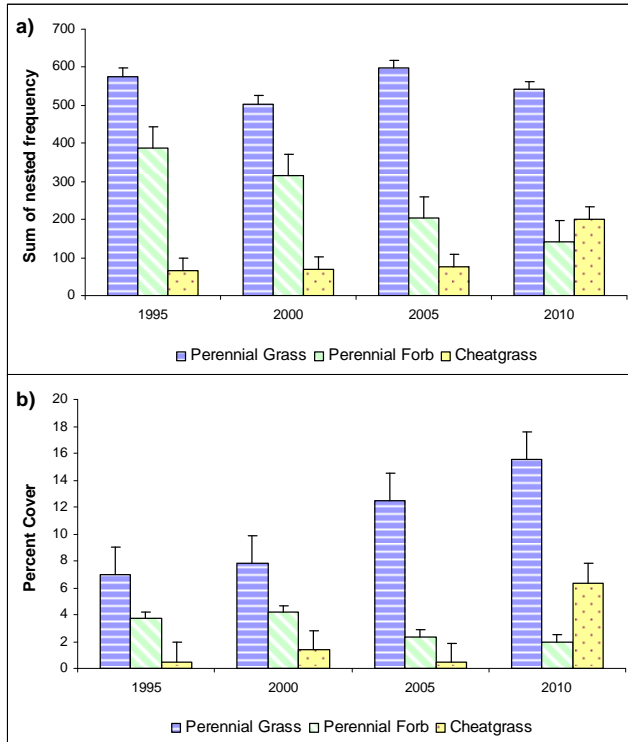 a)
Sum of nested frequency
700
600
500
400
300
200
100
0
1995 2000 2005 2010
Perennial Grass Perennial Forb Cheatgrass
b)
Percent Cover
20
18
16
14
12
10
8
6
4
2
0
1995 2000 2005 2010
Perennial Grass Perennial Forb Cheatgrass